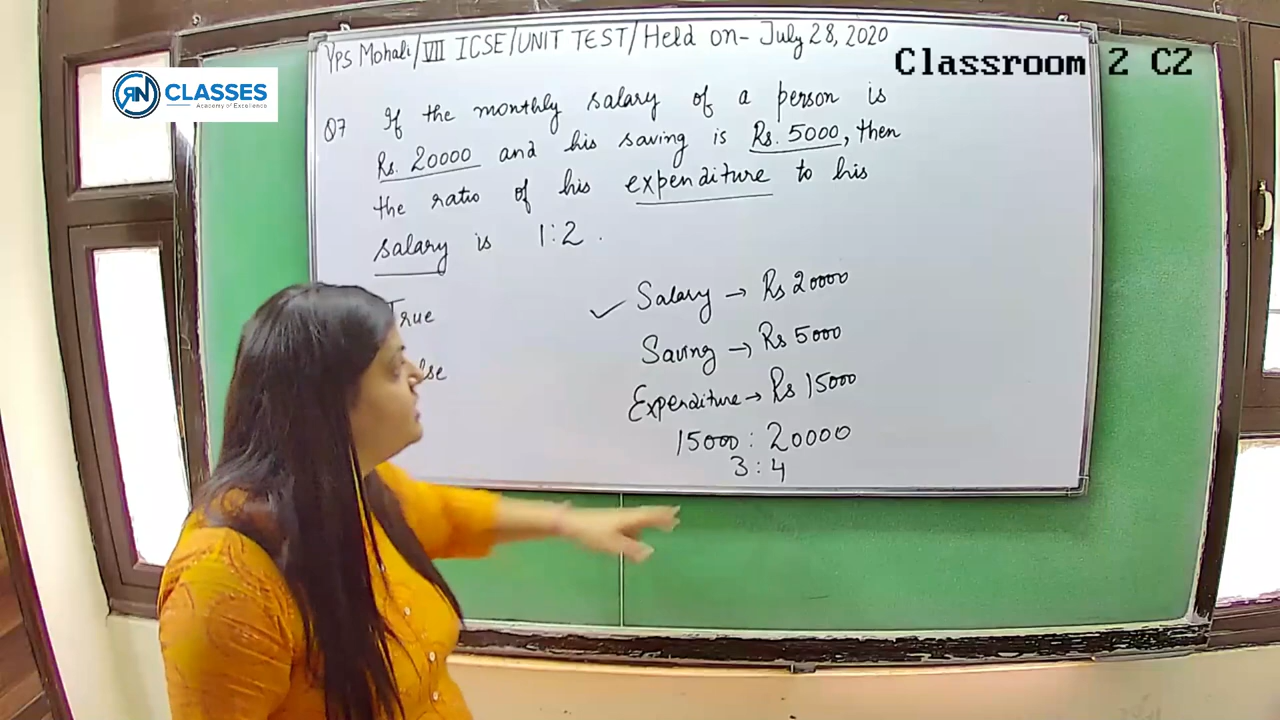 Yps Mohali/VII ICSE/UNIT TEST/Held on- July 28, 2020
Classroom 2 C2
RN CLASSES
Academy of Excellence
Q7 If the monthly salary of a person is
Rs. 20000 and his saving is Rs. 5000, then
the ratio of his expenditure to his
salary is 1:2.
True
lse
✓ Salary → Rs 20000
Saving → Rs 5000
Expenditure → Rs 15000
15000 : 20000
3 : 4